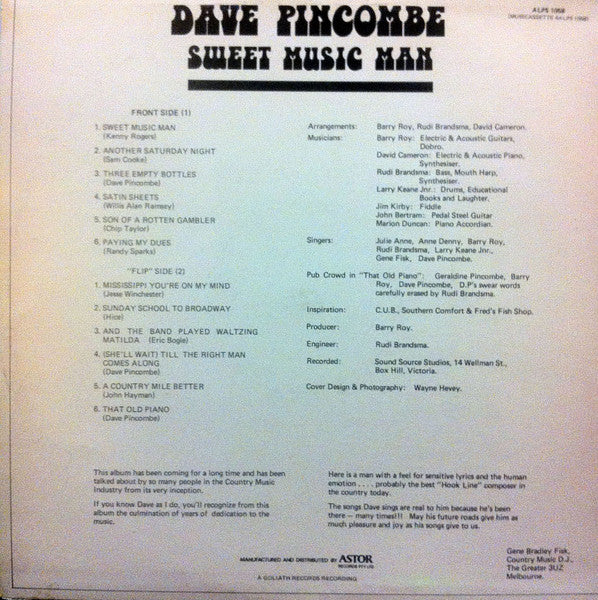 DAVE PINCOMBE
SWEET MUSIC MAN
ALPS 1068
FRONT SIDE (1)
1. SWEET MUSIC MAN
(Kenny Rogers)
2. ANOTHER SATURDAY NIGHT
(Sam Cooke)
3. THREE EMPTY BOTTLES
(Dave Pincombe)
4. SATIN SHEETS
(Willis Alan Ramsey)
5. SON OF A ROTTEN GAMBLER
(Chip Taylor)
6. PAYING MY DUES
(Randy Sparks)
"FLIP" SIDE (2)
1. MISSISSIPPI YOU'RE ON MY MIND
(Jesse Winchester)
2. SUNDAY SCHOOL TO BROADWAY
(Hice)
3. AND THE BAND PLAYED WALTZING
MATILDA (Eric Bogle)
4. (SHE'LL WAIT) TILL THE RIGHT MAN
COMES ALONG
(Dave Pincombe)
5. A COUNTRY MILE BETTER
(John Hayman)
6. THAT OLD PIANO
(Dave Pincombe)
Arrangements: Barry Roy, Rudi Brandsma, David Cameron.
Musicians: Barry Roy: Electric & Acoustic Guitars,
Dobro.
David Cameron: Electric & Acoustic Piano,
Synthesiser.
Rudi Brandsma: Bass, Mouth Harp,
Synthesiser.
Larry Keane Jnr.: Drums, Educational
Books and Laughter.
Jim Kirby: Fiddle
John Bertram: Pedal Steel Guitar
Marion Duncan: Piano Accordian.
Singers: Julie Anne, Anne Denny, Barry Roy,
Rudi Brandsma, Larry Keane Jnr.,
Gene Fisk, Dave Pincombe.
Pub Crowd in "That Old Piano": Geraldine Pincombe, Barry
Roy, Dave Pincombe, D.P's swear words
carefully erased by Rudi Brandsma.
Inspiration: C.U.B., Southern Comfort & Fred's Fish Shop.
Producer: Barry Roy.
Engineer: Rudi Brandsma.
Recorded: Sound Source Studios, 14 Wellman St.,
Box Hill, Victoria.
Cover Design & Photography: Wayne Hevey.
This album has been coming for a long time and has been
talked about by so many people in the Country Music
Industry from its very inception.
If you know Dave as I do, you'll recognize from this
album the culmination of years of dedication to the
music.
Here is a man with a feel for sensitive lyrics and the human
emotion .... probably the best "Hook Line" composer in
the country today.
The songs Dave sings are real to him because he's been
there — many times!!! May his future roads give him as
much pleasure and joy as his songs give to us.
Gene Bradley Fisk,
Country Music D.J.,
The Greater 3UZ
Melbourne.
MANUFACTURED AND DISTRIBUTED BY ASTOR
RECORDS PTY LTD
A GOLIATH RECORDS RECORDING